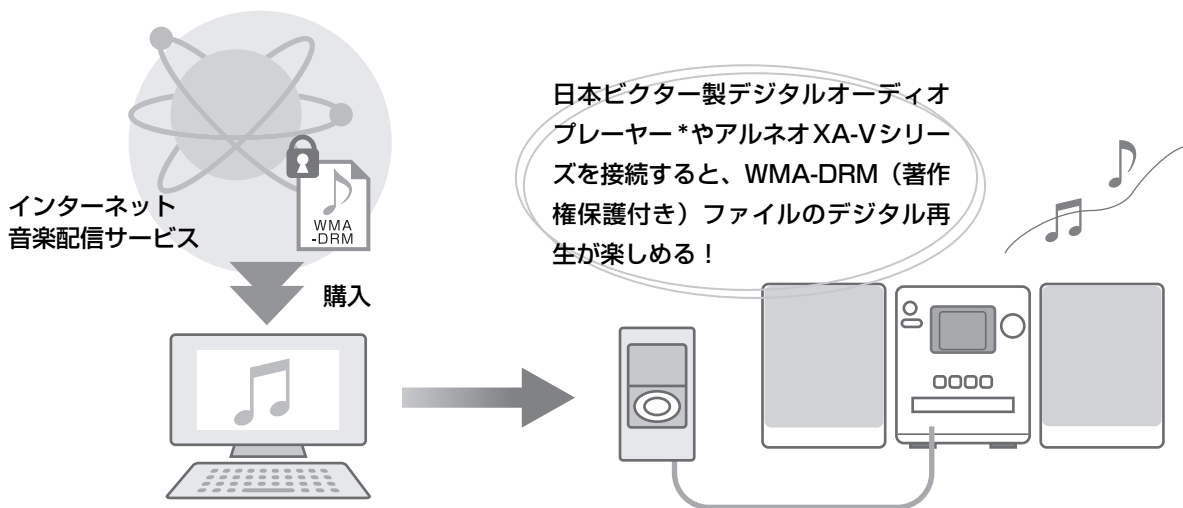 日本ビクター製デジタルオーディオ
プレーヤー*やアルネオXA-Vシリー
ズを接続すると、WMA-DRM（著作
権保護付き）ファイルのデジタル再
生が楽しめる！
インターネット
音楽配信サービス
WMA
-DRM
購入